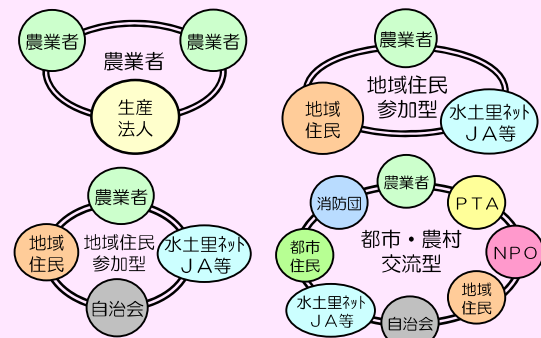 農業者
農業者
農業者
生産
法人
農業者
地域住民
参加型
地域
住民
水土里ネット
ＪＡ等
農業者
地域
住民
地域住民
参加型
水土里ネット
ＪＡ等
自治会
農業者
消防団
ＰＴＡ
都市・農村
交流型
都市
住民
ＮＰＯ
地域
住民
水土里ネット
ＪＡ等
自治会